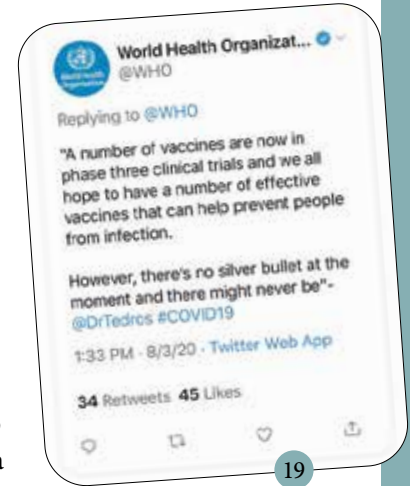 World Health Organizat...
@WHO
World Health
Organization
Replying to @WHO
"A number of vaccines are now in
phase three clinical trials and we all
hope to have a number of effective
vaccines that can help prevent people
from infection.
However, there's no silver bullet at the
moment and there might never be"-
@DrTedros #COVID19
1:33 PM · 8/3/20 · Twitter Web App
34 Retweets 45 Likes
19